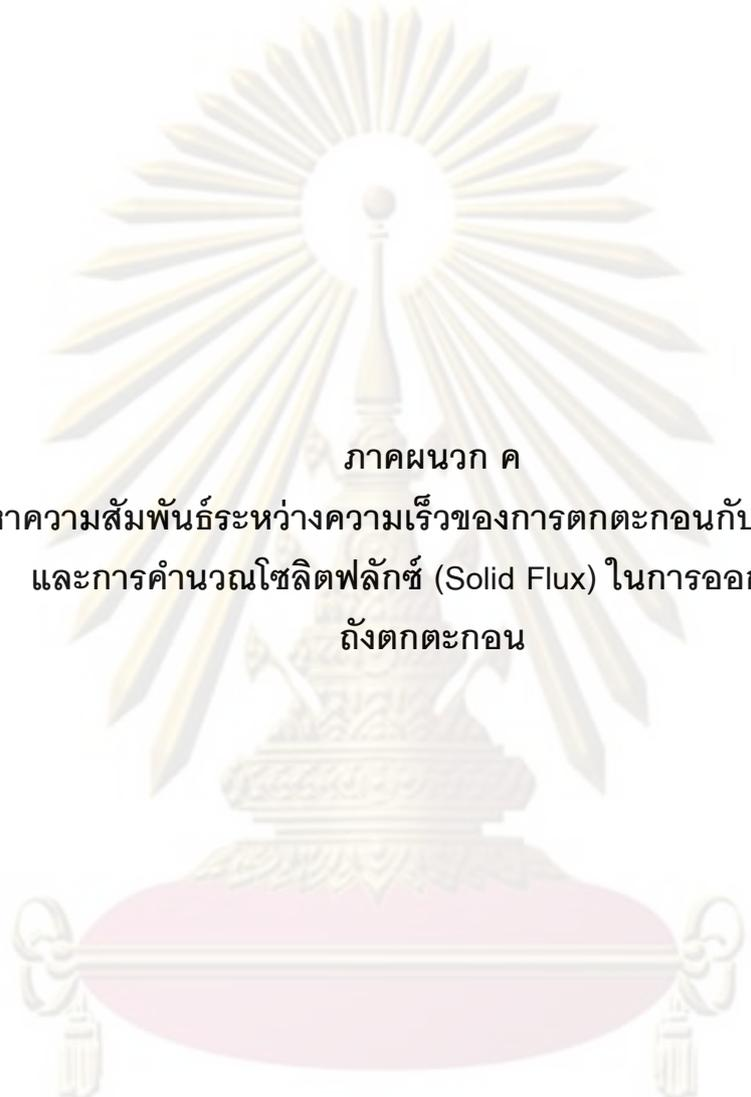 ภาคผนวก ค
หาความสัมพันธ์ระหว่างความเร็วของการตกตะกอนกับ
และการคำนวณโซลิตฟลักซ์ (Solid Flux) ในการออก
ถังตกตะกอน